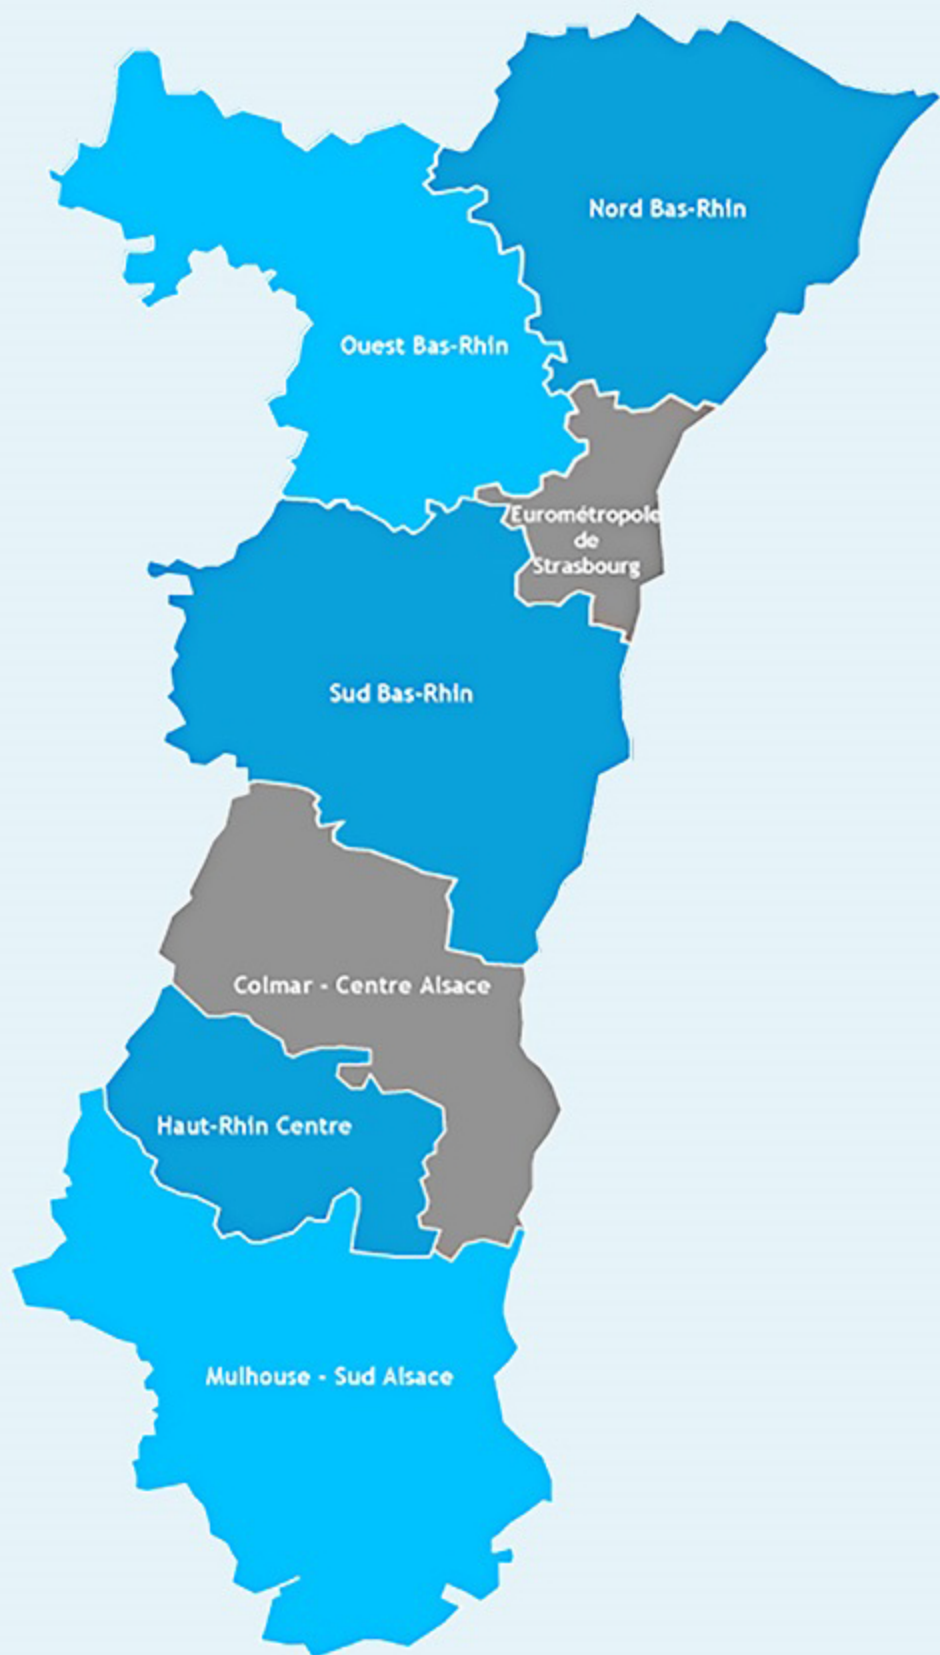 Nord Bas-Rhin
Ouest Bas-Rhin
Eurométropole
de
Strasbourg
Sud Bas-Rhin
Colmar - Centre Alsace
Haut-Rhin Centre
Mulhouse - Sud Alsace